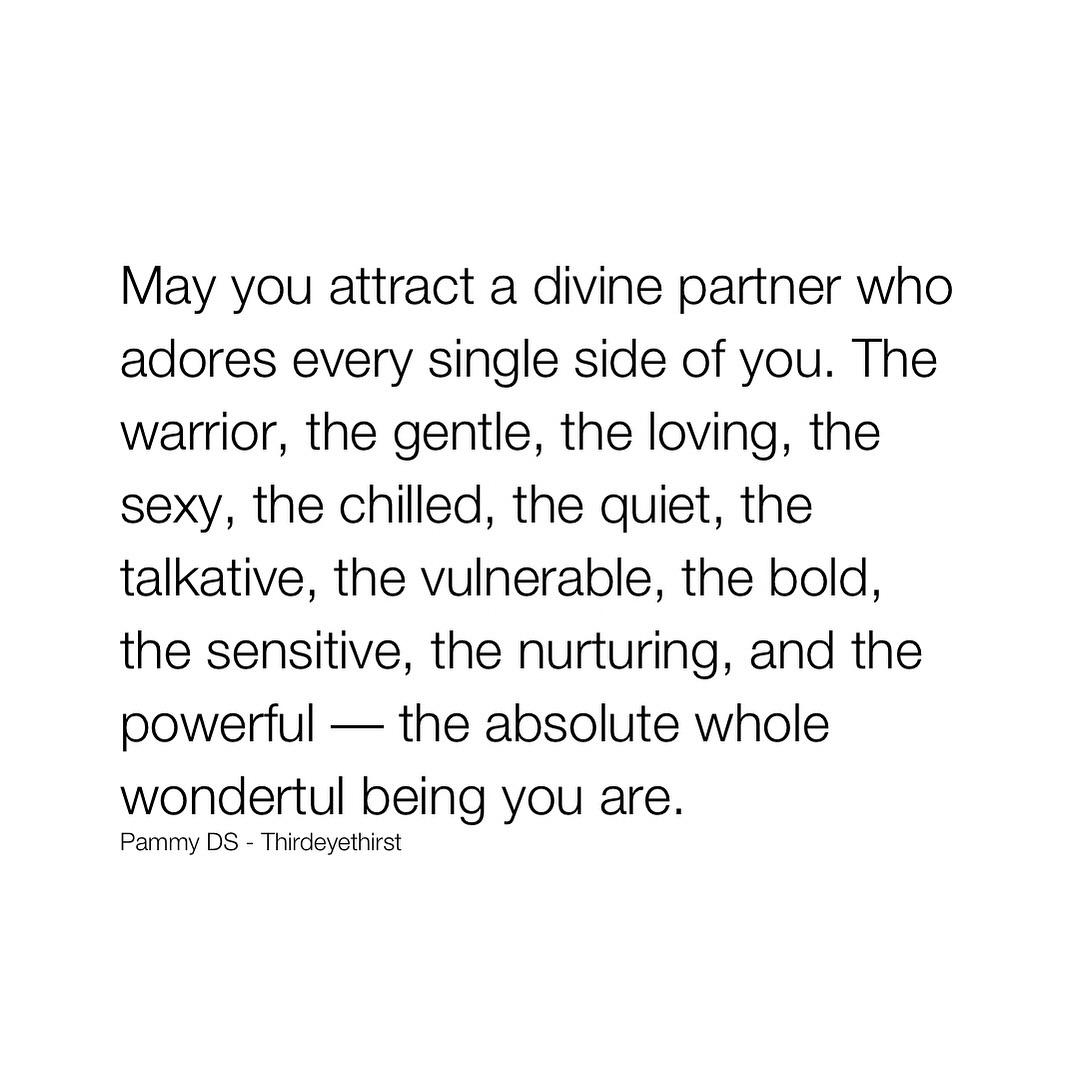 May you attract a divine partner who
adores every single side of you. The
warrior, the gentle, the loving, the
sexy, the chilled, the quiet, the
talkative, the vulnerable, the bold,
the sensitive, the nurturing, and the
powerful — the absolute whole
wondertul being you are.
Pammy DS - Thirdeyethirst